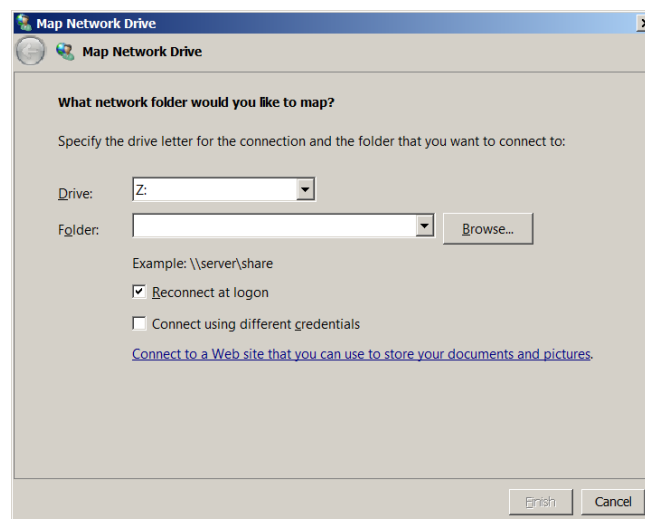 Map Network Drive
Map Network Drive
What network folder would you like to map?
Specify the drive letter for the connection and the folder that you want to connect to:
Drive: Z:
Folder: Browse...
Example: \\server\share
Reconnect at logon
Connect using different credentials
Connect to a Web site that you can use to store your documents and pictures.
Finish Cancel